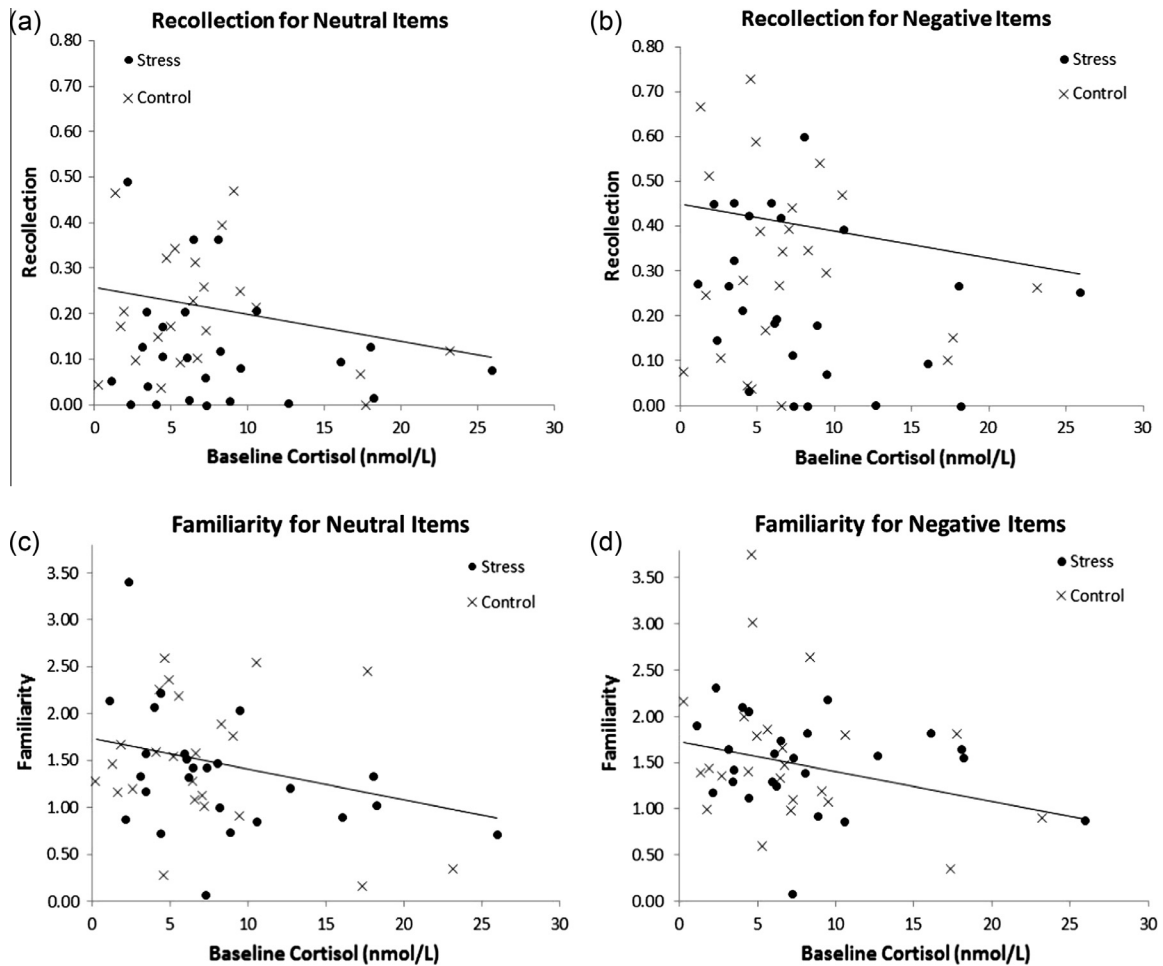 (a)
Recollection for Neutral Items
0.80
0.70
0.60
0.50
0.40
0.30
0.20
0.10
0.00
Recollection
Stress
Control
0 5 10 15 20 25 30
Baseline Cortisol (nmol/L)
(b)
Recollection for Negative Items
0.80
0.70
0.60
0.50
0.40
0.30
0.20
0.10
0.00
Recollection
Stress
Control
0 5 10 15 20 25 30
Baeline Cortisol (nmol/L)
(c)
Familiarity for Neutral Items
3.50
3.00
2.50
2.00
1.50
1.00
0.50
0.00
Familiarity
Stress
Control
0 5 10 15 20 25 30
Baseline Cortisol (nmol/L)
(d)
Familiarity for Negative Items
3.50
3.00
2.50
2.00
1.50
1.00
0.50
0.00
Familiarity
Stress
Control
0 5 10 15 20 25 30
Baseline Cortisol (nmol/L)